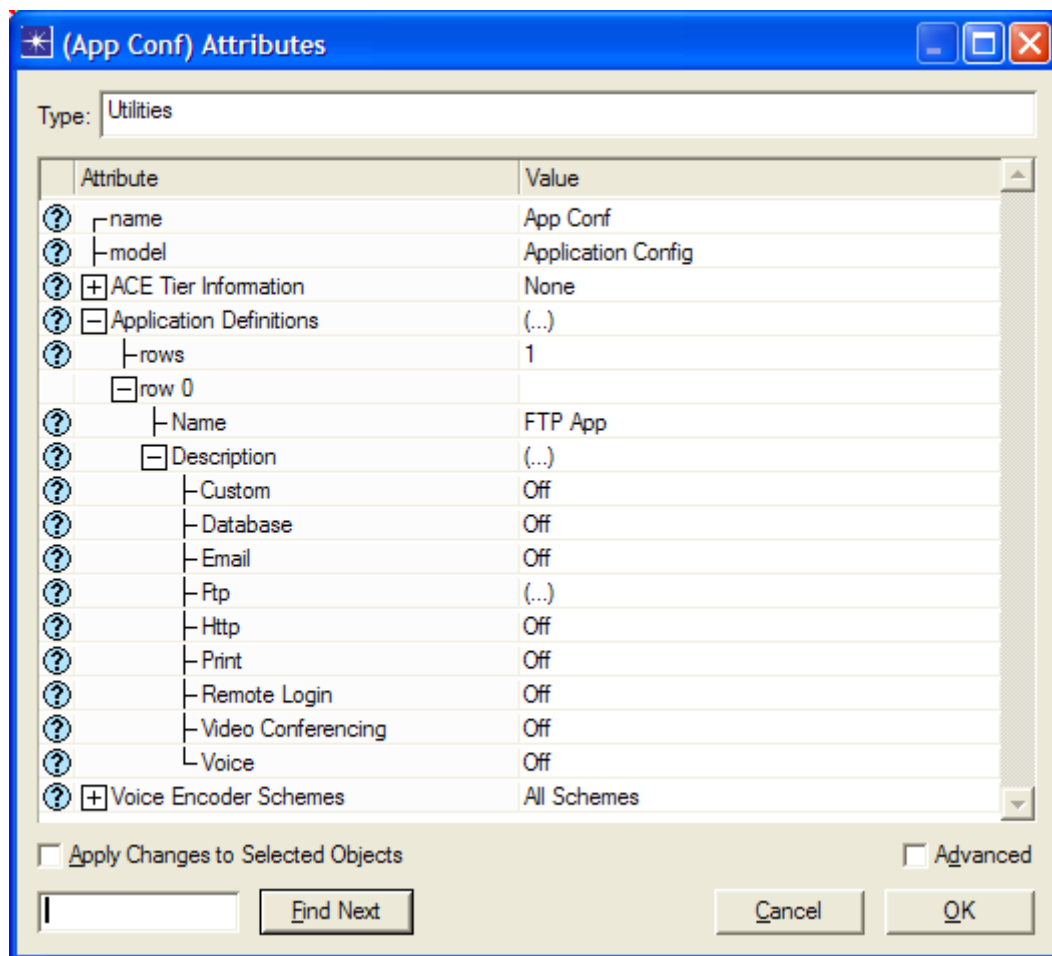 (App Conf) Attributes
Type: Utilities
Attribute Value
? name App Conf
? model Application Config
? + ACE Tier Information None
? - Application Definitions (...)
? rows 1
- row 0
? Name FTP App
? - Description (...)
? Custom Off
? Database Off
? Email Off
? Ftp (...)
? Http Off
? Print Off
? Remote Login Off
? Video Conferencing Off
? Voice Off
? + Voice Encoder Schemes All Schemes
Apply Changes to Selected Objects Advanced
Find Next Cancel OK